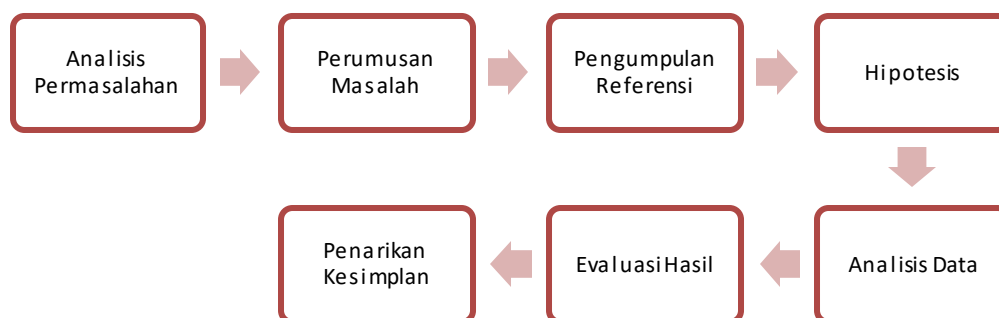 Analisis
Permasalahan
Perumusan
Masalah
Pengumpulan
Referensi
Hipotesis
Analisis Data
Evaluasi Hasil
Penarikan
Kesimplan